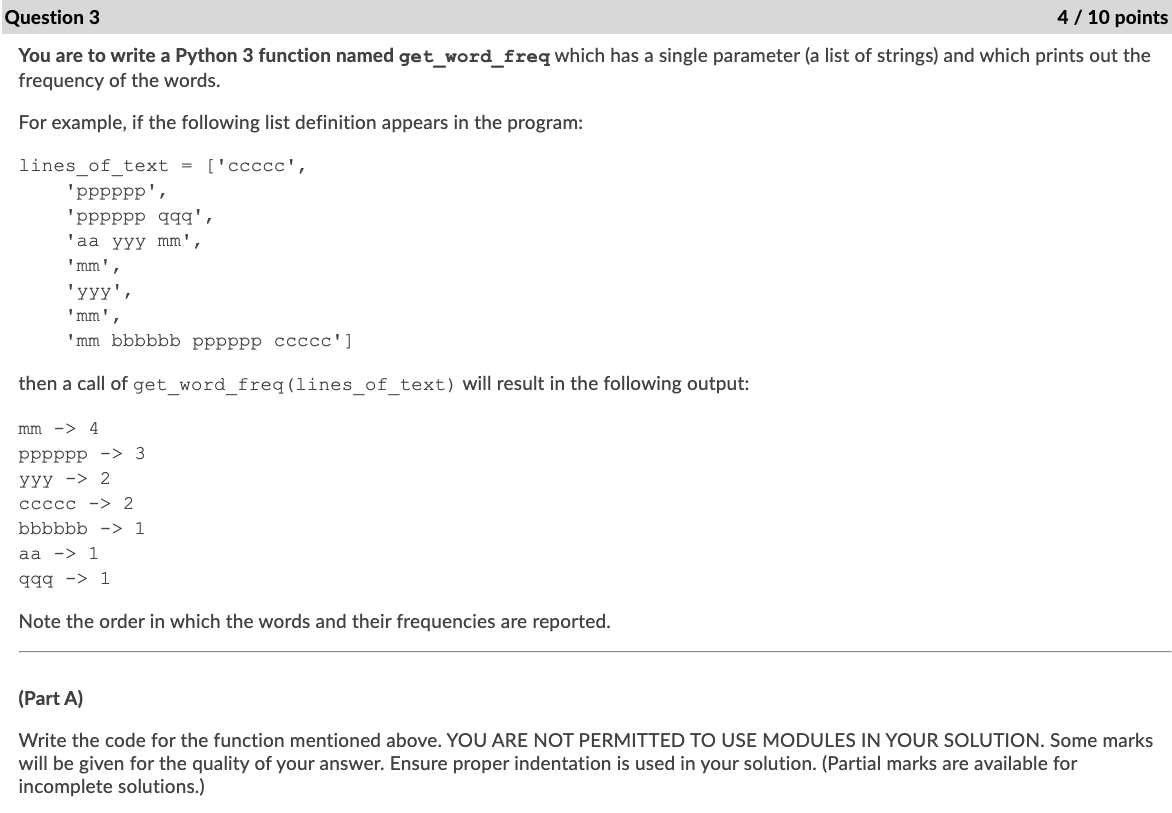 Question 3 4 / 10 points
You are to write a Python 3 function named get_word_freq which has a single parameter (a list of strings) and which prints out the
frequency of the words.
For example, if the following list definition appears in the program:
lines_of_text = ['ccccc',
'pppppp',
'pppppp qqq',
'aa yyy mm',
'mm',
'yyy',
'mm',
'mm bbbbbb pppppp ccccc']
then a call of get_word_freq(lines_of_text) will result in the following output:
mm -> 4
pppppp -> 3
yyy -> 2
ccccc -> 2
bbbbbb -> 1
aa -> 1
qqq -> 1
Note the order in which the words and their frequencies are reported.
(Part A)
Write the code for the function mentioned above. YOU ARE NOT PERMITTED TO USE MODULES IN YOUR SOLUTION. Some marks
will be given for the quality of your answer. Ensure proper indentation is used in your solution. (Partial marks are available for
incomplete solutions.)